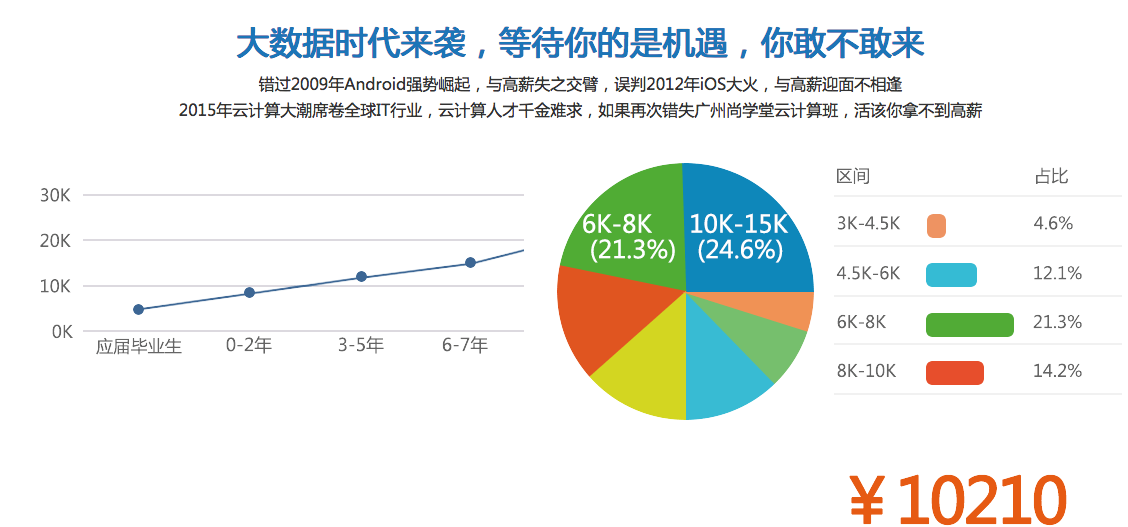 大数据时代来袭，等待你的是机遇，你敢不敢来
错过2009年Android强势崛起，与高薪失之交臂，误判2012年iOS大火，与高薪迎面不相逢
2015年云计算大潮席卷全球IT行业，云计算人才千金难求，如果再次错失广州尚学堂云计算班，活该你拿不到高薪
30K
20K
10K
0K
应届毕业生 0-2年 3-5年 6-7年
6K-8K
(21.3%)
10K-15K
(24.6%)
区间 占比
3K-4.5K 4.6%
4.5K-6K 12.1%
6K-8K 21.3%
8K-10K 14.2%
￥10210